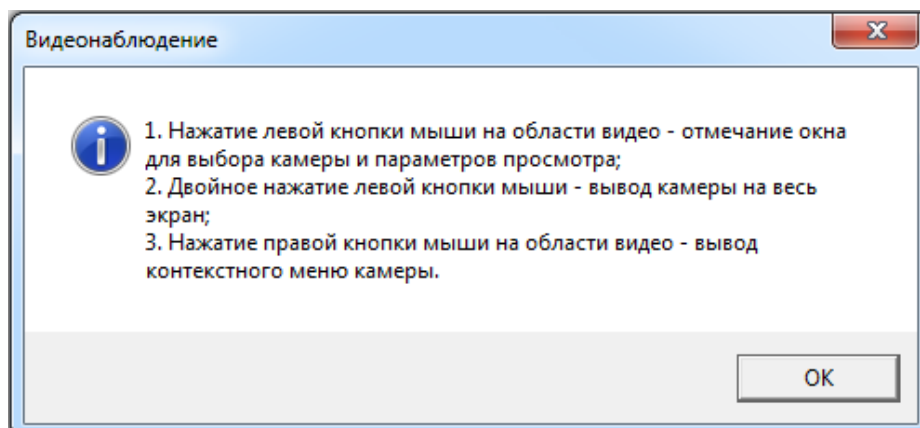 Видеонаблюдение
1. Нажатие левой кнопки мыши на области видео - отмечание окна
для выбора камеры и параметров просмотра;
2. Двойное нажатие левой кнопки мыши - вывод камеры на весь
экран;
3. Нажатие правой кнопки мыши на области видео - вывод
контекстного меню камеры.
OK